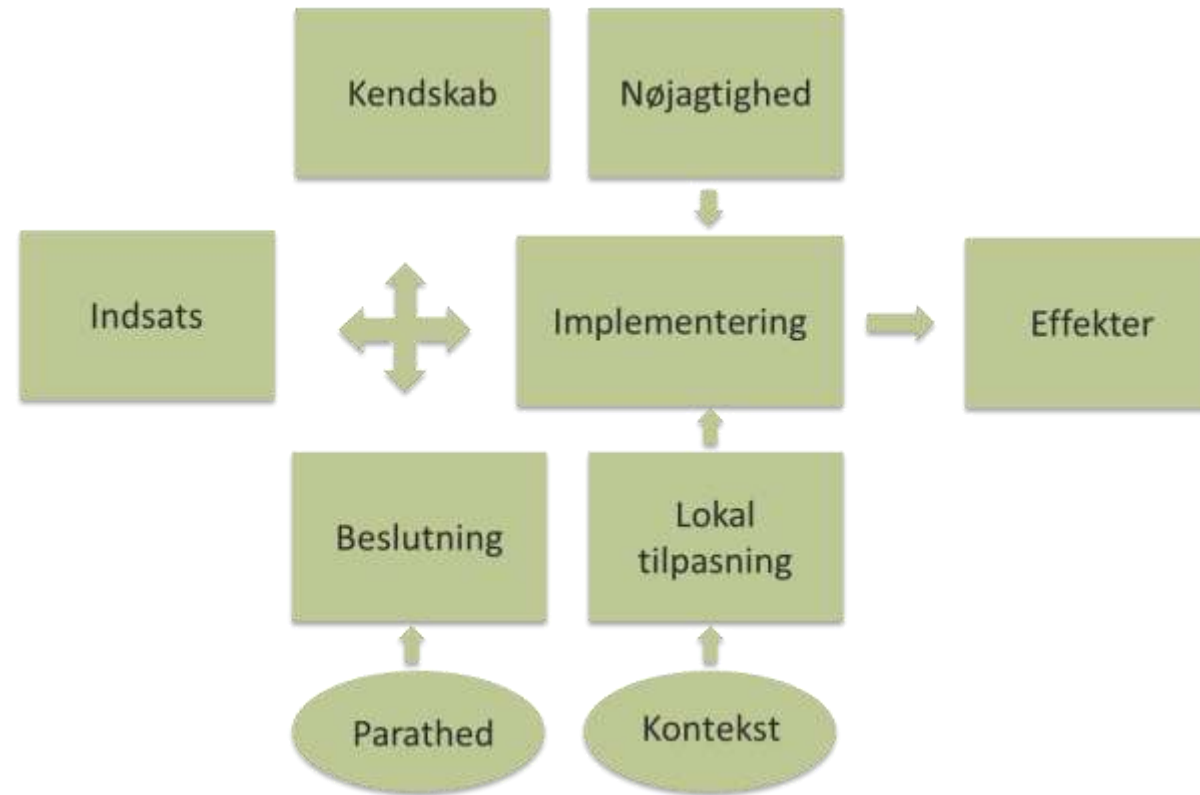 Kendskab
Nøjagtighed
Indsats
Implementering
Effekter
Beslutning
Lokal
tilpasning
Parathed
Kontekst